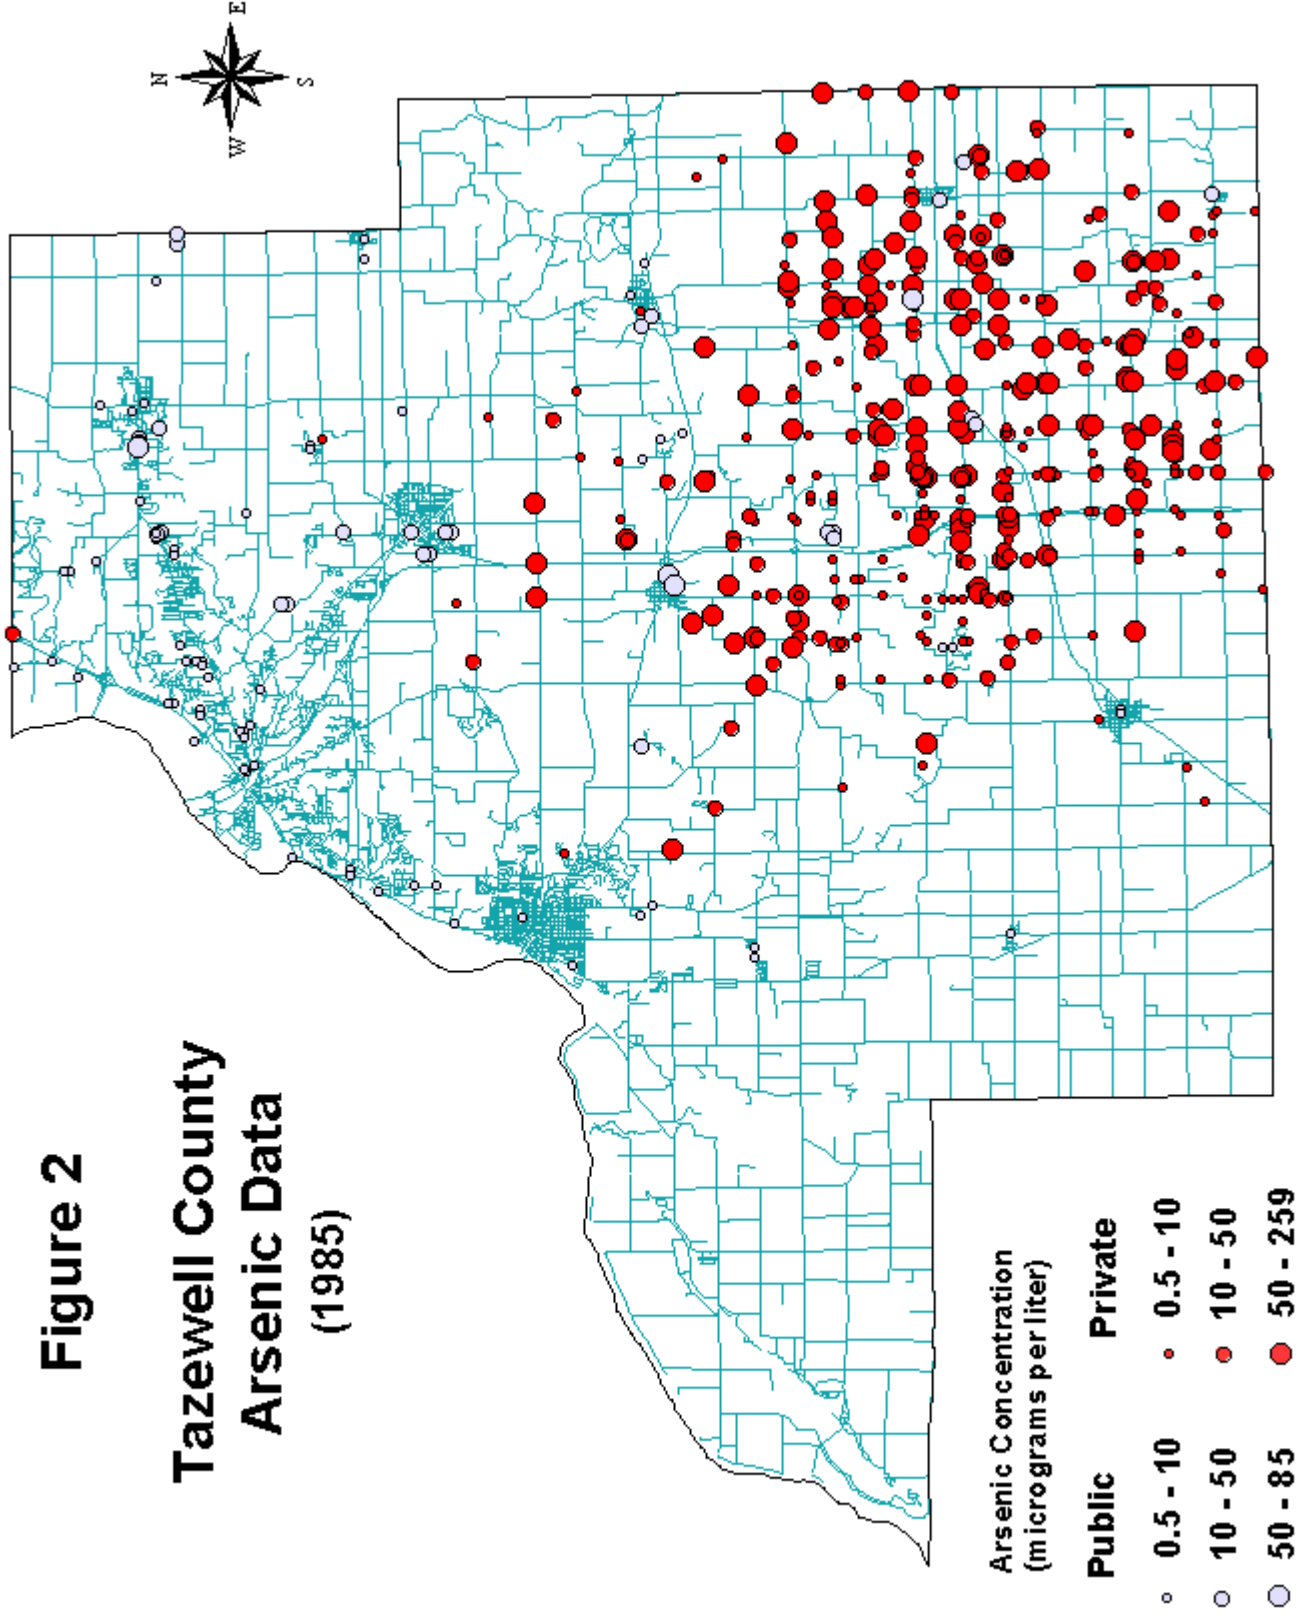 Figure 2
Tazewell County
Arsenic Data
(1985)
N
E
W
S
Arsenic Concentration
(micrograms per liter)
Public Private
0.5 - 10 0.5 - 10
10 - 50 10 - 50
50 - 85 50 - 259